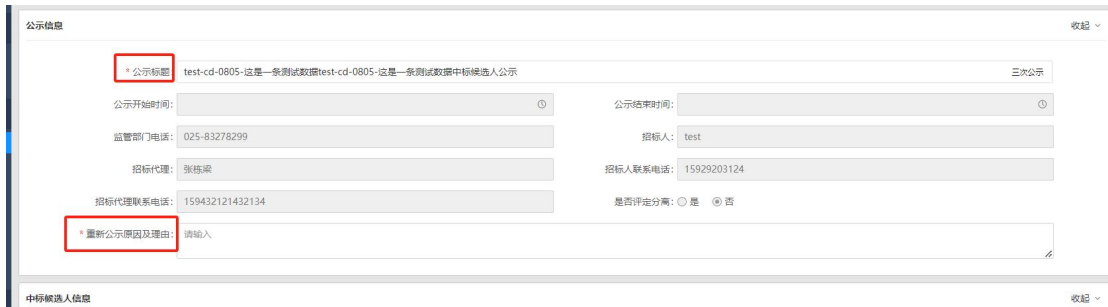 公示信息 收起
* 公示标题: test-cd-0805-这是一条测试数据test-cd-0805-这是一条测试数据中标候选人公示 三次公示
公示开始时间: 公示结束时间:
监管部门电话: 025-83278299 招标人: test
招标代理: 张栋梁 招标人联系电话: 15929203124
招标代理联系电话: 159432121432134 是否评定分离: 是 否
* 重新公示原因及理由: 请输入
中标候选人信息 收起